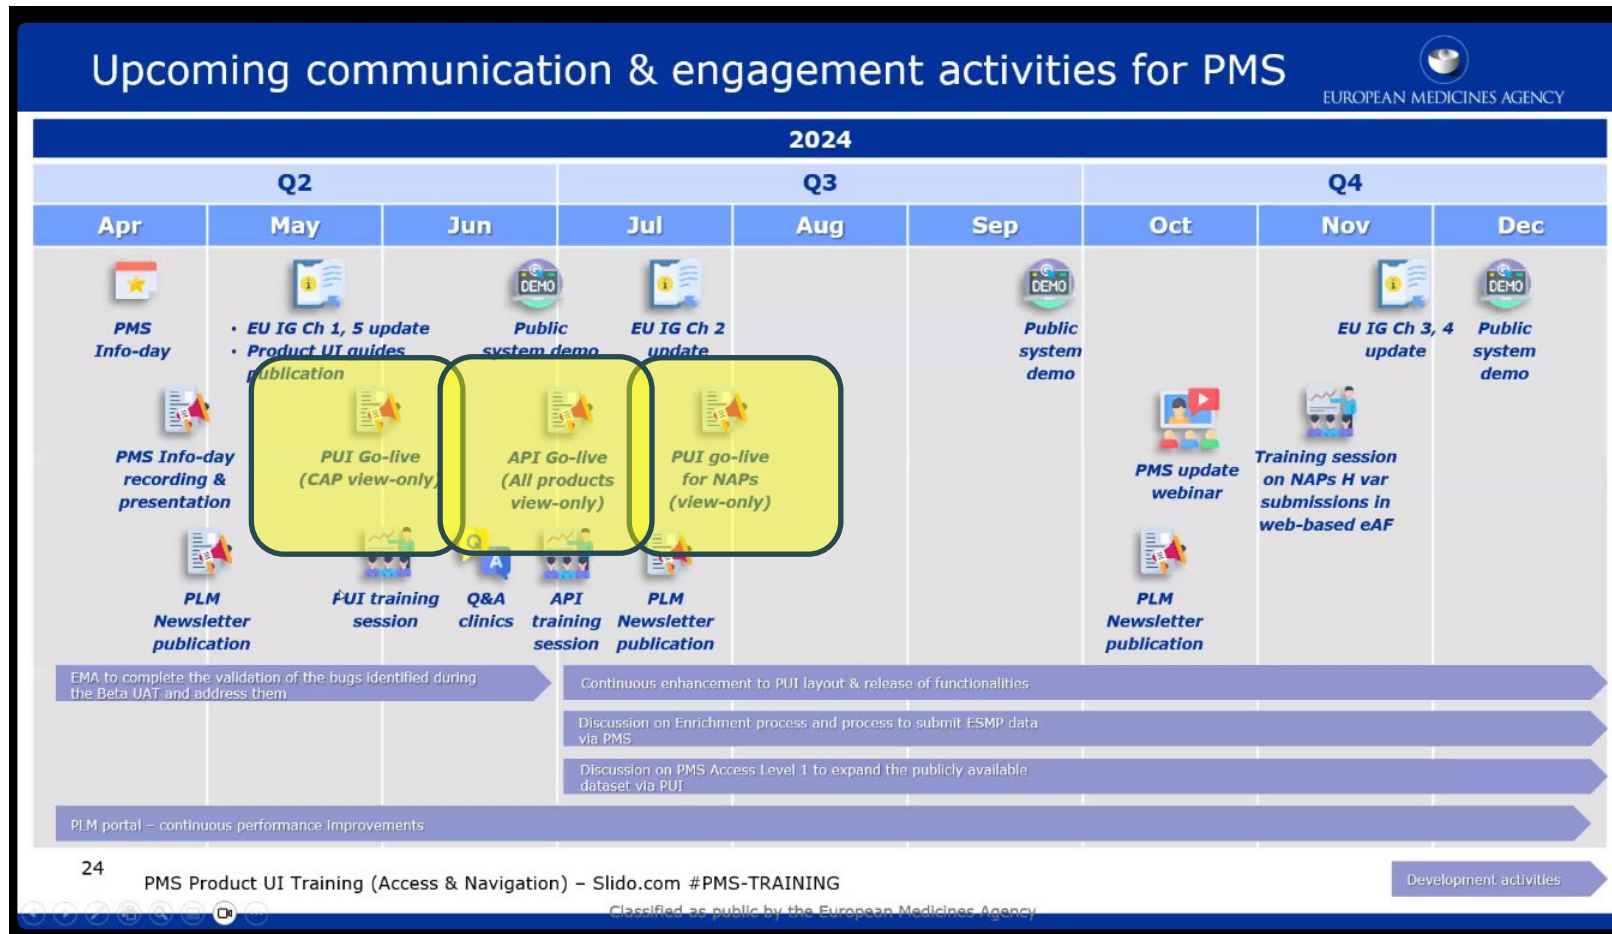 Upcoming communication & engagement activities for PMS
EUROPEAN MEDICINES AGENCY
2024
Q2
Q3
Q4
Apr
May
Jun
Jul
Aug
Sep
Oct
Nov
Dec
PMS
Info-day
• EU IG Ch 1, 5 update
• Product UI guides
publication
DEMO
Public
system demo
EU IG Ch 2
update
DEMO
Public
system
demo
EU IG Ch 3, 4
update
DEMO
Public
system
demo
PMS Info-day
recording &
presentation
PUI Go-live
(CAP view-only)
API Go-live
(All products
view-only)
PUI go-live
for NAPs
(view-only)
PMS update
webinar
Training session
on NAPs H var
submissions in
web-based eAF
PLM
Newsletter
publication
PUI training
session
Q
A
Q&A
clinics
API
training
session
PLM
Newsletter
publication
PLM
Newsletter
publication
EMA to complete the validation of the bugs identified during
the Beta UAT and address them
Continuous enhancement to PUI layout & release of functionalities
Discussion on Enrichment process and process to submit ESMP data
via PMS
Discussion on PMS Access Level 1 to expand the publicly available
dataset via PUI
PLM portal – continuous performance improvements
24
PMS Product UI Training (Access & Navigation) – Slido.com #PMS-TRAINING
Development activities
Classified as public by the European Medicines Agency